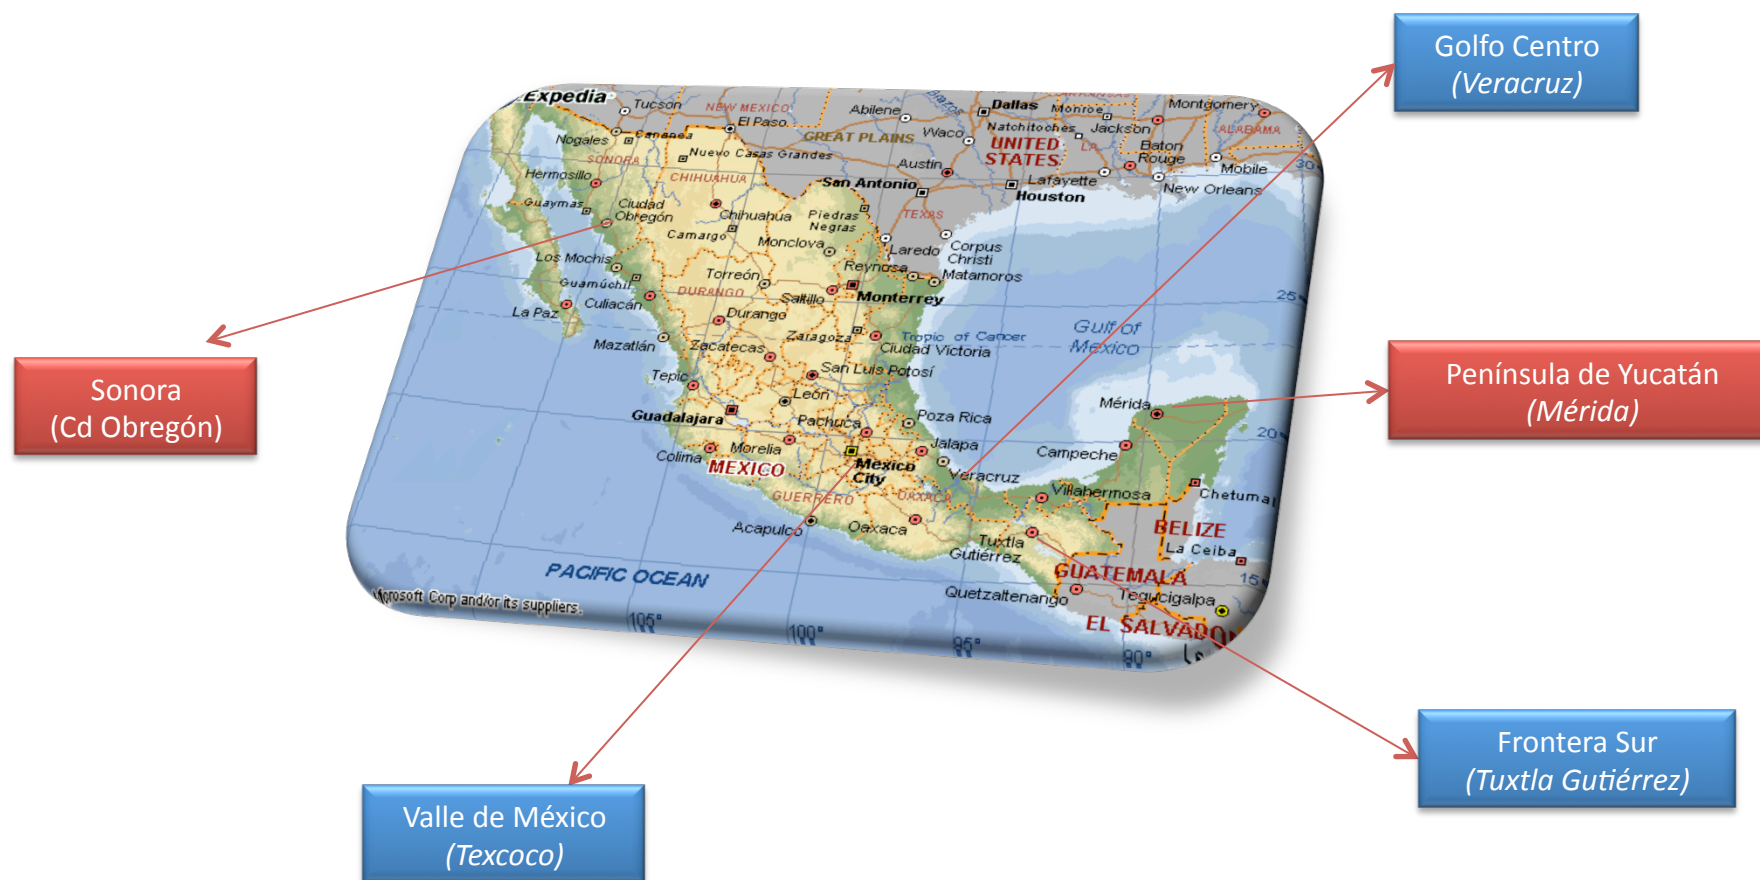 Golfo Centro
(Veracruz)
Expedia
Tucson
NEW MEXICO
El Paso
Abilene
Dallas
Monroe
Montgomery
Nogales
Cananea
GREAT PLAINS
Waco
Natchitoches
Jackson
ALABAMA
SONORA
Nuevo Casas Grandes
UNITED
STATES
LA
Baton
Rouge
30
Hermosillo
CHIHUAHUA
Austin
Mobile
San Antonio
Lafayette
New Orleans
Houston
Guaymas
Ciudad
Obregón
Chihuahua
Piedras
Negras
TEXAS
Camargo
Monclova
Laredo
Corpus
Christi
Los Mochis
Reynosa
Matamoros
Guamúchil
Torreón
25
Culiacán
DURANGO
Saltillo
Monterrey
La Paz
Durango
Gulf of
Mexico
Mazatlán
Zaragoza
Tropic of Cancer
Zacatecas
Ciudad Victoria
Tepic
San Luis Potosí
León
Mérida
Guadalajara
Pachuca
Poza Rica
20
Colima
Morelia
Jalapa
Campeche
MEXICO
Mexico
City
Veracruz
GUERRERO
OAXACA
Villahermosa
Chetumal
Acapulco
Oaxaca
Tuxtla
Gutiérrez
BELIZE
La Ceiba
PACIFIC OCEAN
GUATEMALA
15
Quetzaltenango
Tegucigalpa
Microsoft Corp and/or its suppliers.
EL SALVADOR
105°
100°
95°
90°
Península de Yucatán
(Mérida)
Sonora
(Cd Obregón)
Frontera Sur
(Tuxtla Gutiérrez)
Valle de México
(Texcoco)